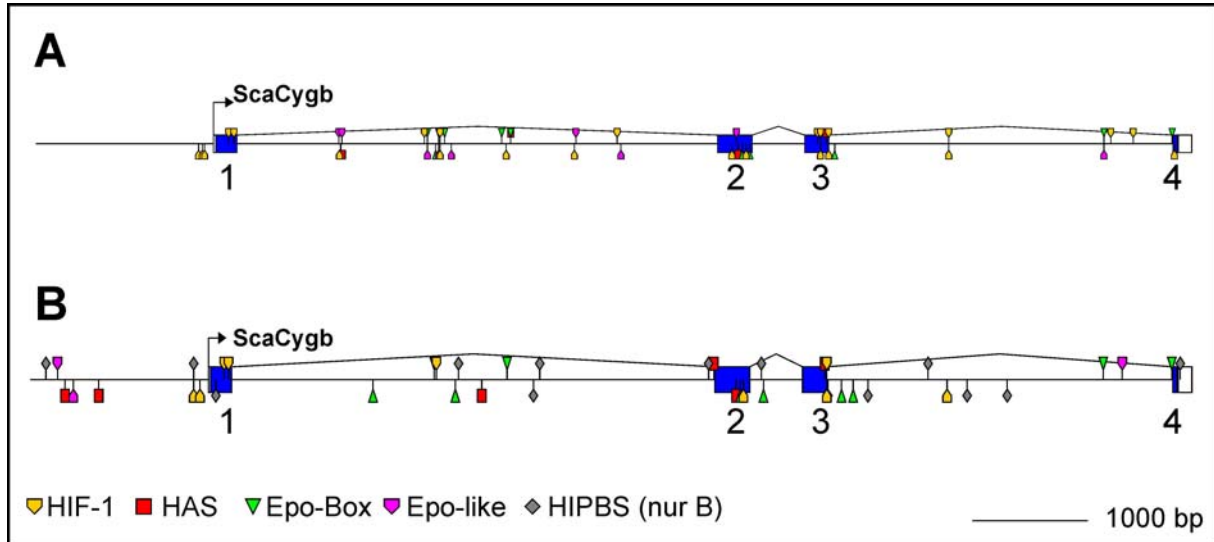 A
ScaCygb
1 2 3 4
B
ScaCygb
1 2 3 4
HIF-1 HAS Epo-Box Epo-like HIPBS (nur B)
1000 bp